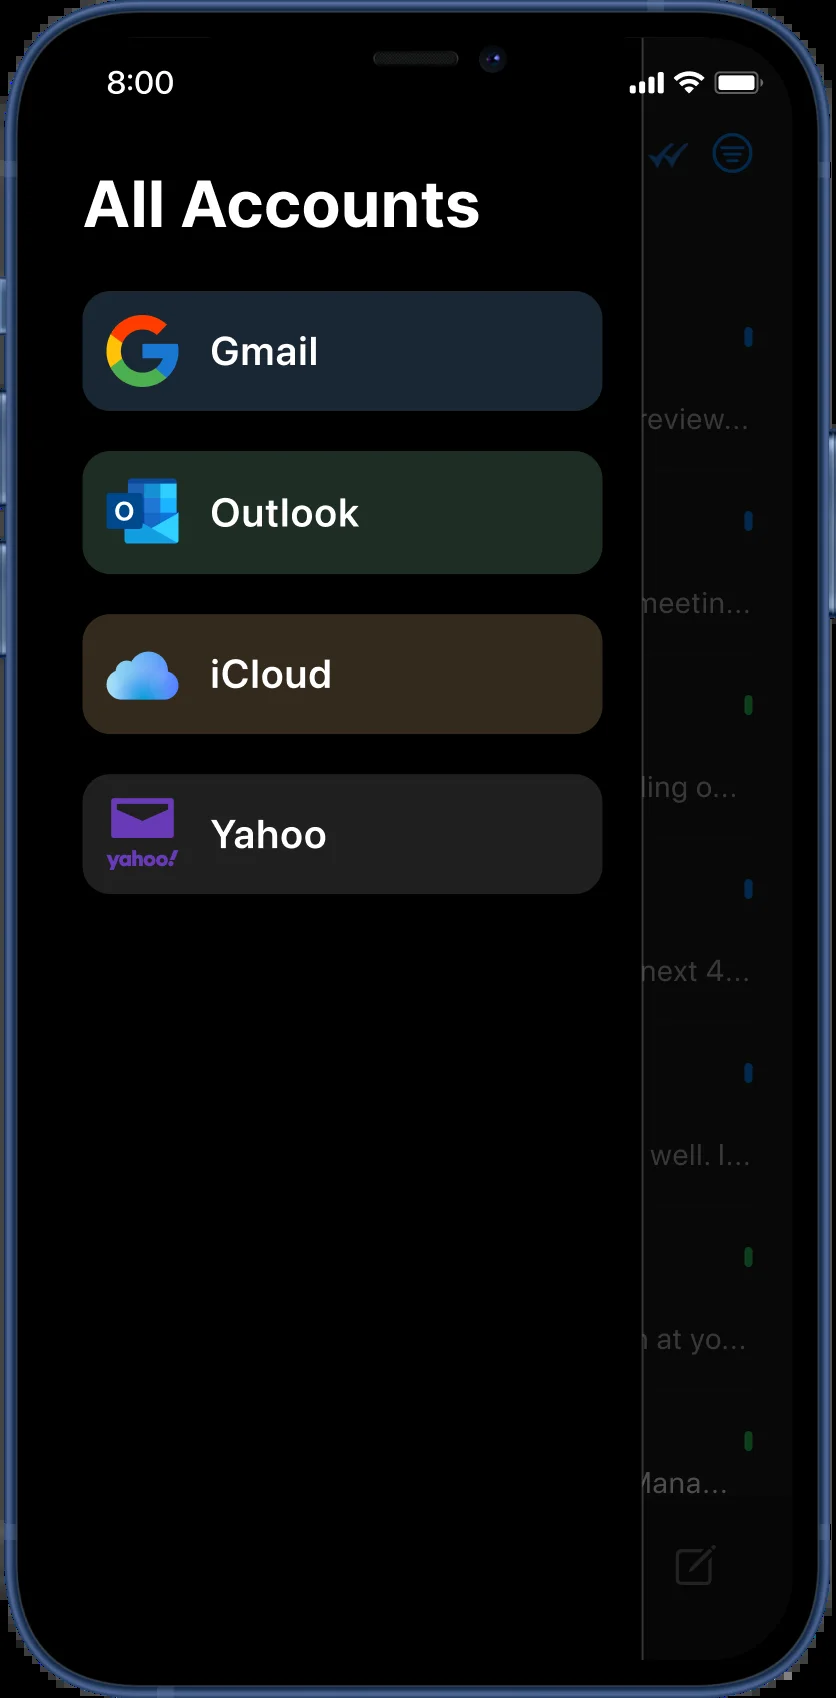 8:00
All Accounts
Gmail
review...
O
Outlook
meetin...
iCloud
ling o...
yahoo!
Yahoo
next 4...
well. I...
at yo...
Mana...